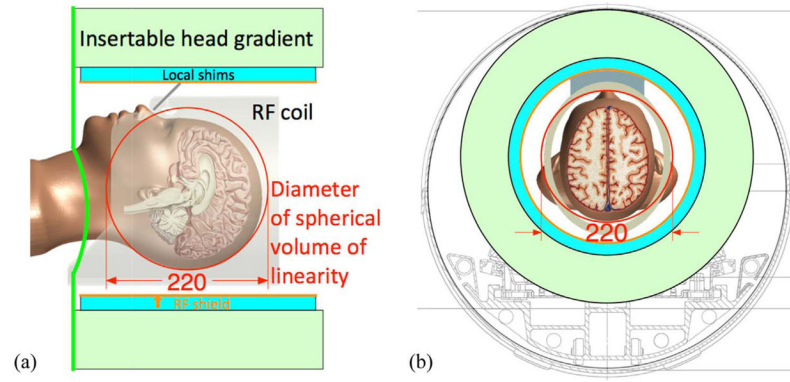 Insertable head gradient
Local shims
RF coil
Diameter
of spherical
volume of
linearity
220
RF shield
(a)
220
(b)